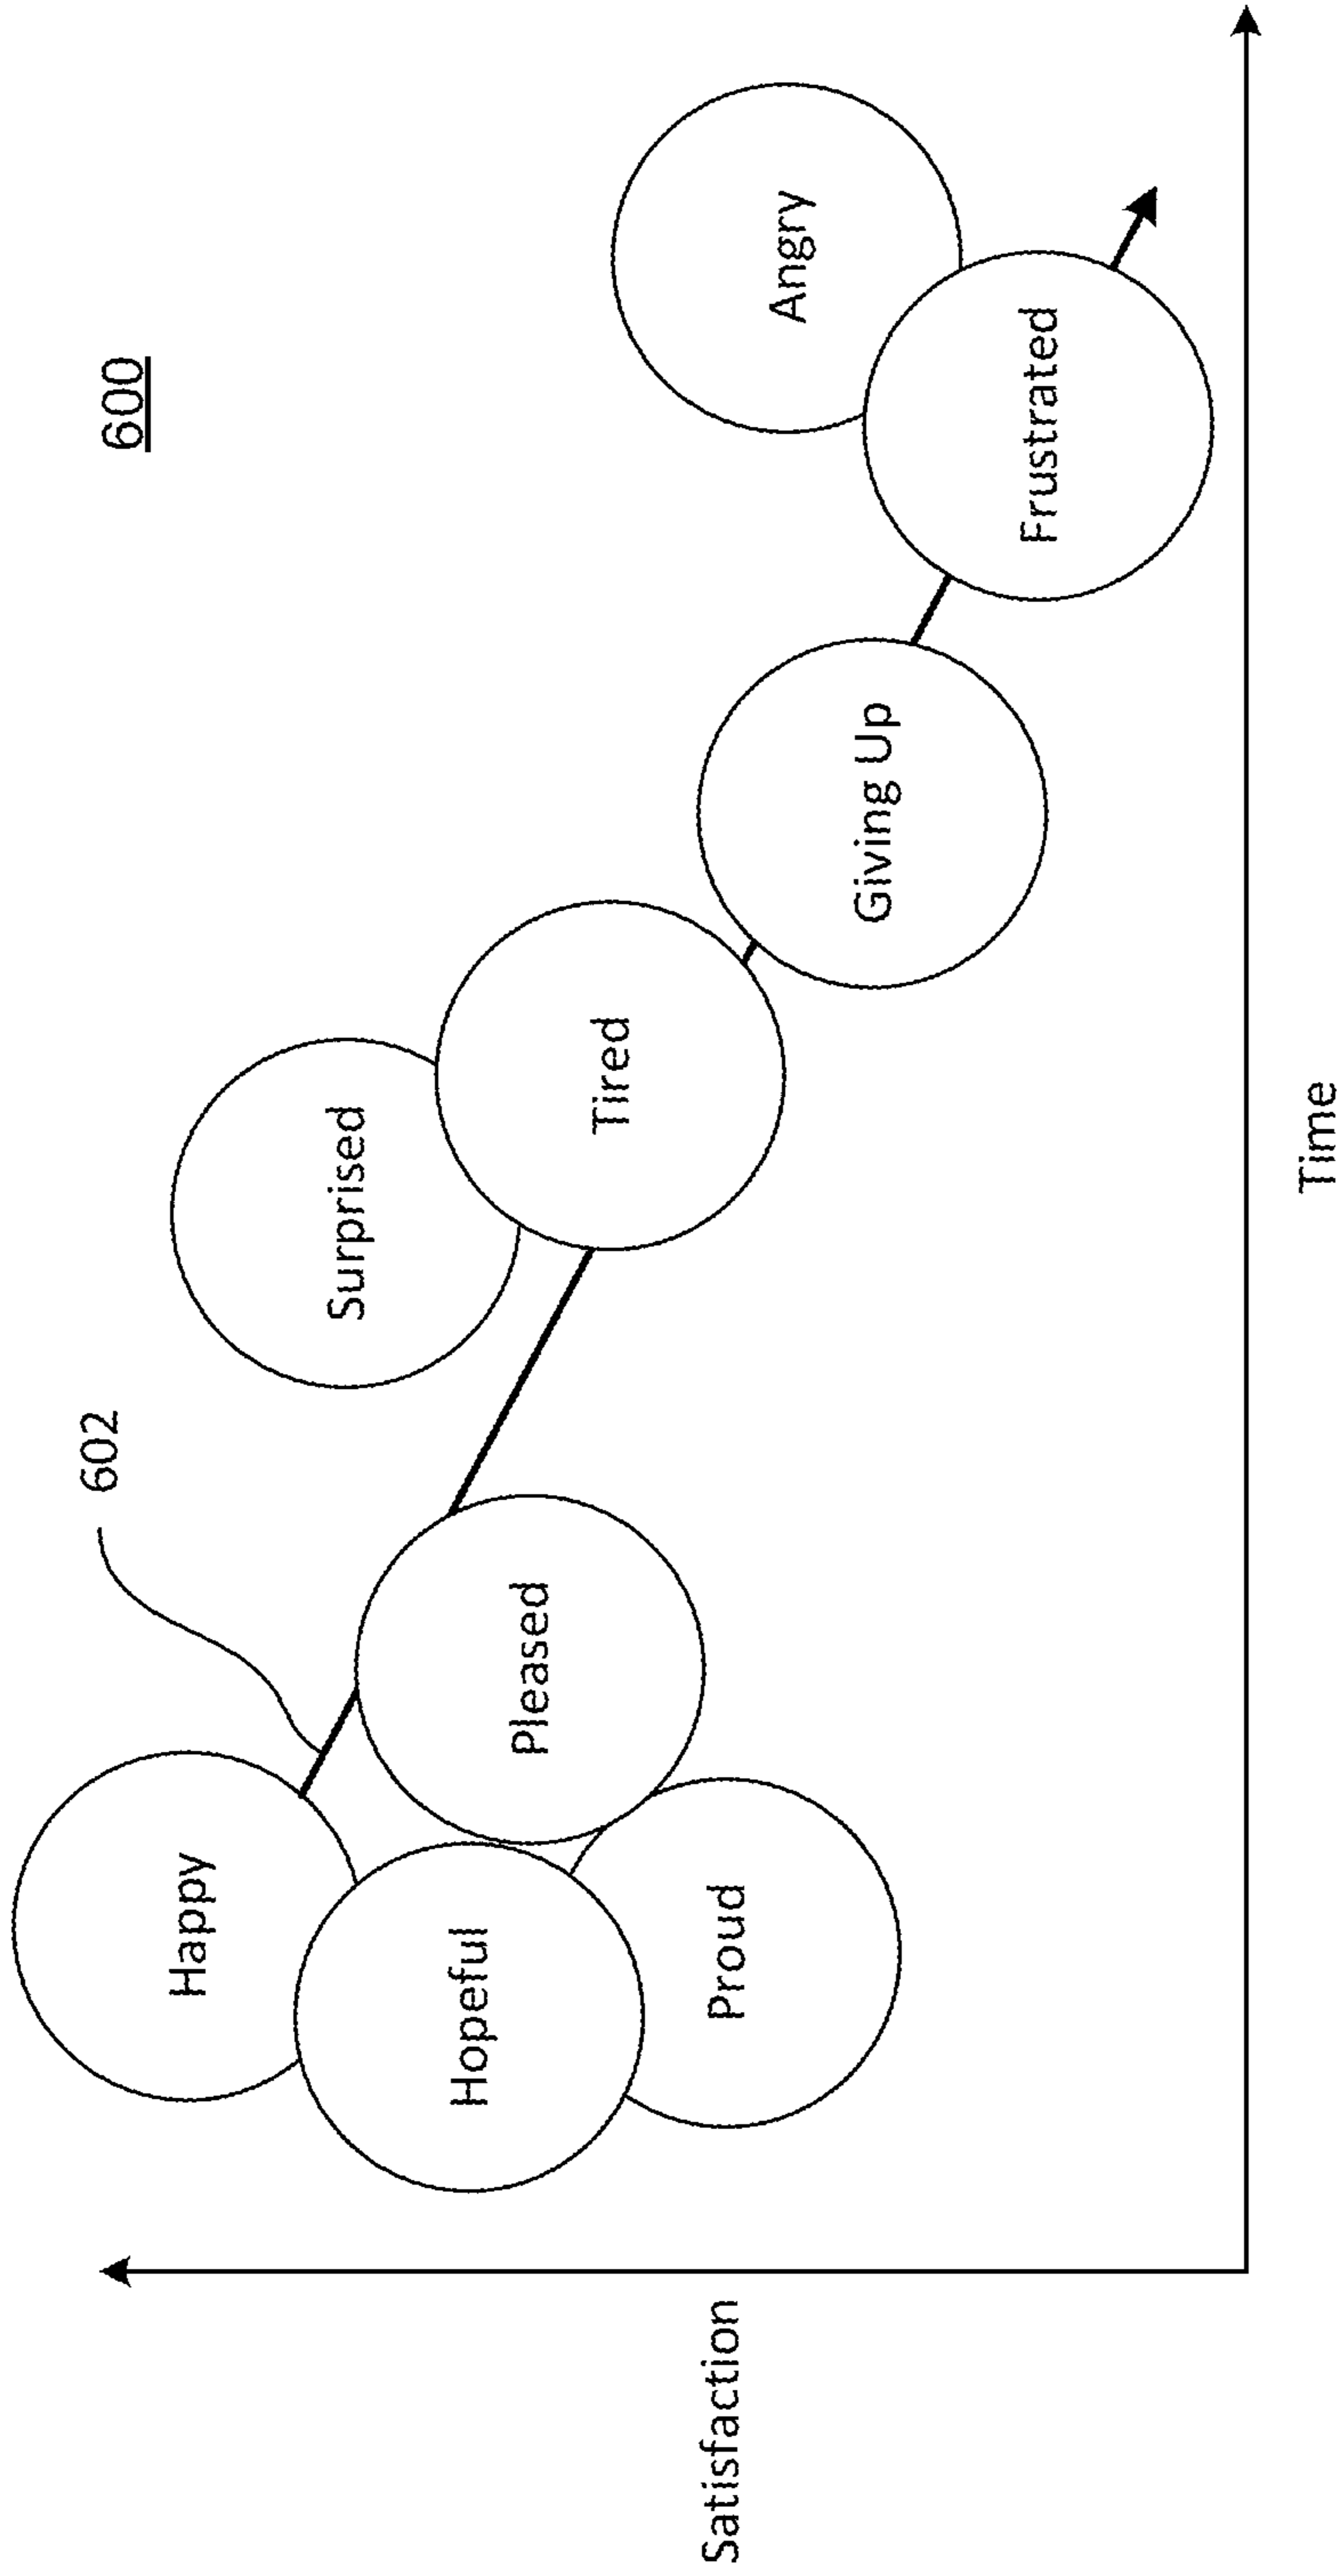 600
602
Happy
Surprised
Hopeful
Pleased
Tired
Angry
Proud
Giving Up
Frustrated
Satisfaction
Time